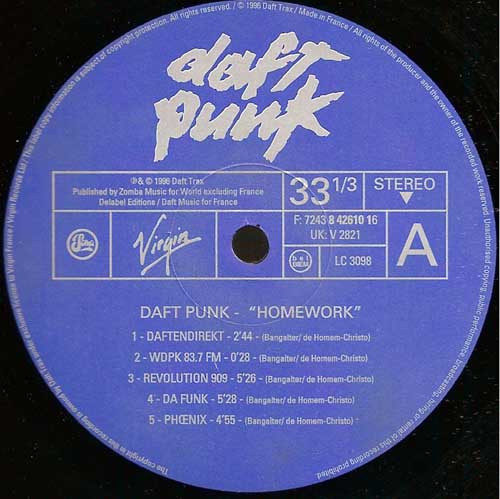 daft
punk
℗ & © 1996 Daft Trax
Published by Zomba Music for World excluding France
Delabel Editions / Daft Music for France
33 1/3
STEREO
F: 7243 8 42610 16
UK: V 2821
LC 3098
A
Virgin
DAFT PUNK - "HOMEWORK"
1 - DAFTENDIREKT - 2'44 - (Bangalter/ de Homem-Christo)
2 - WDPK 83.7 FM - 0'28 - (Bangalter/ de Homem-Christo)
3 - REVOLUTION 909 - 5'26 - (Bangalter/ de Homem-Christo)
4 - DA FUNK - 5'28 - (Bangalter/ de Homem-Christo)
5 - PHŒNIX - 4'55 - (Bangalter/ de Homem-Christo)
© 1996 Daft Trax / Made in France / All rights of the producer and the owner of the recorded work reserved. Unauthorised copying, public performance, broadcasting, hiring or rental of this recording prohibited.